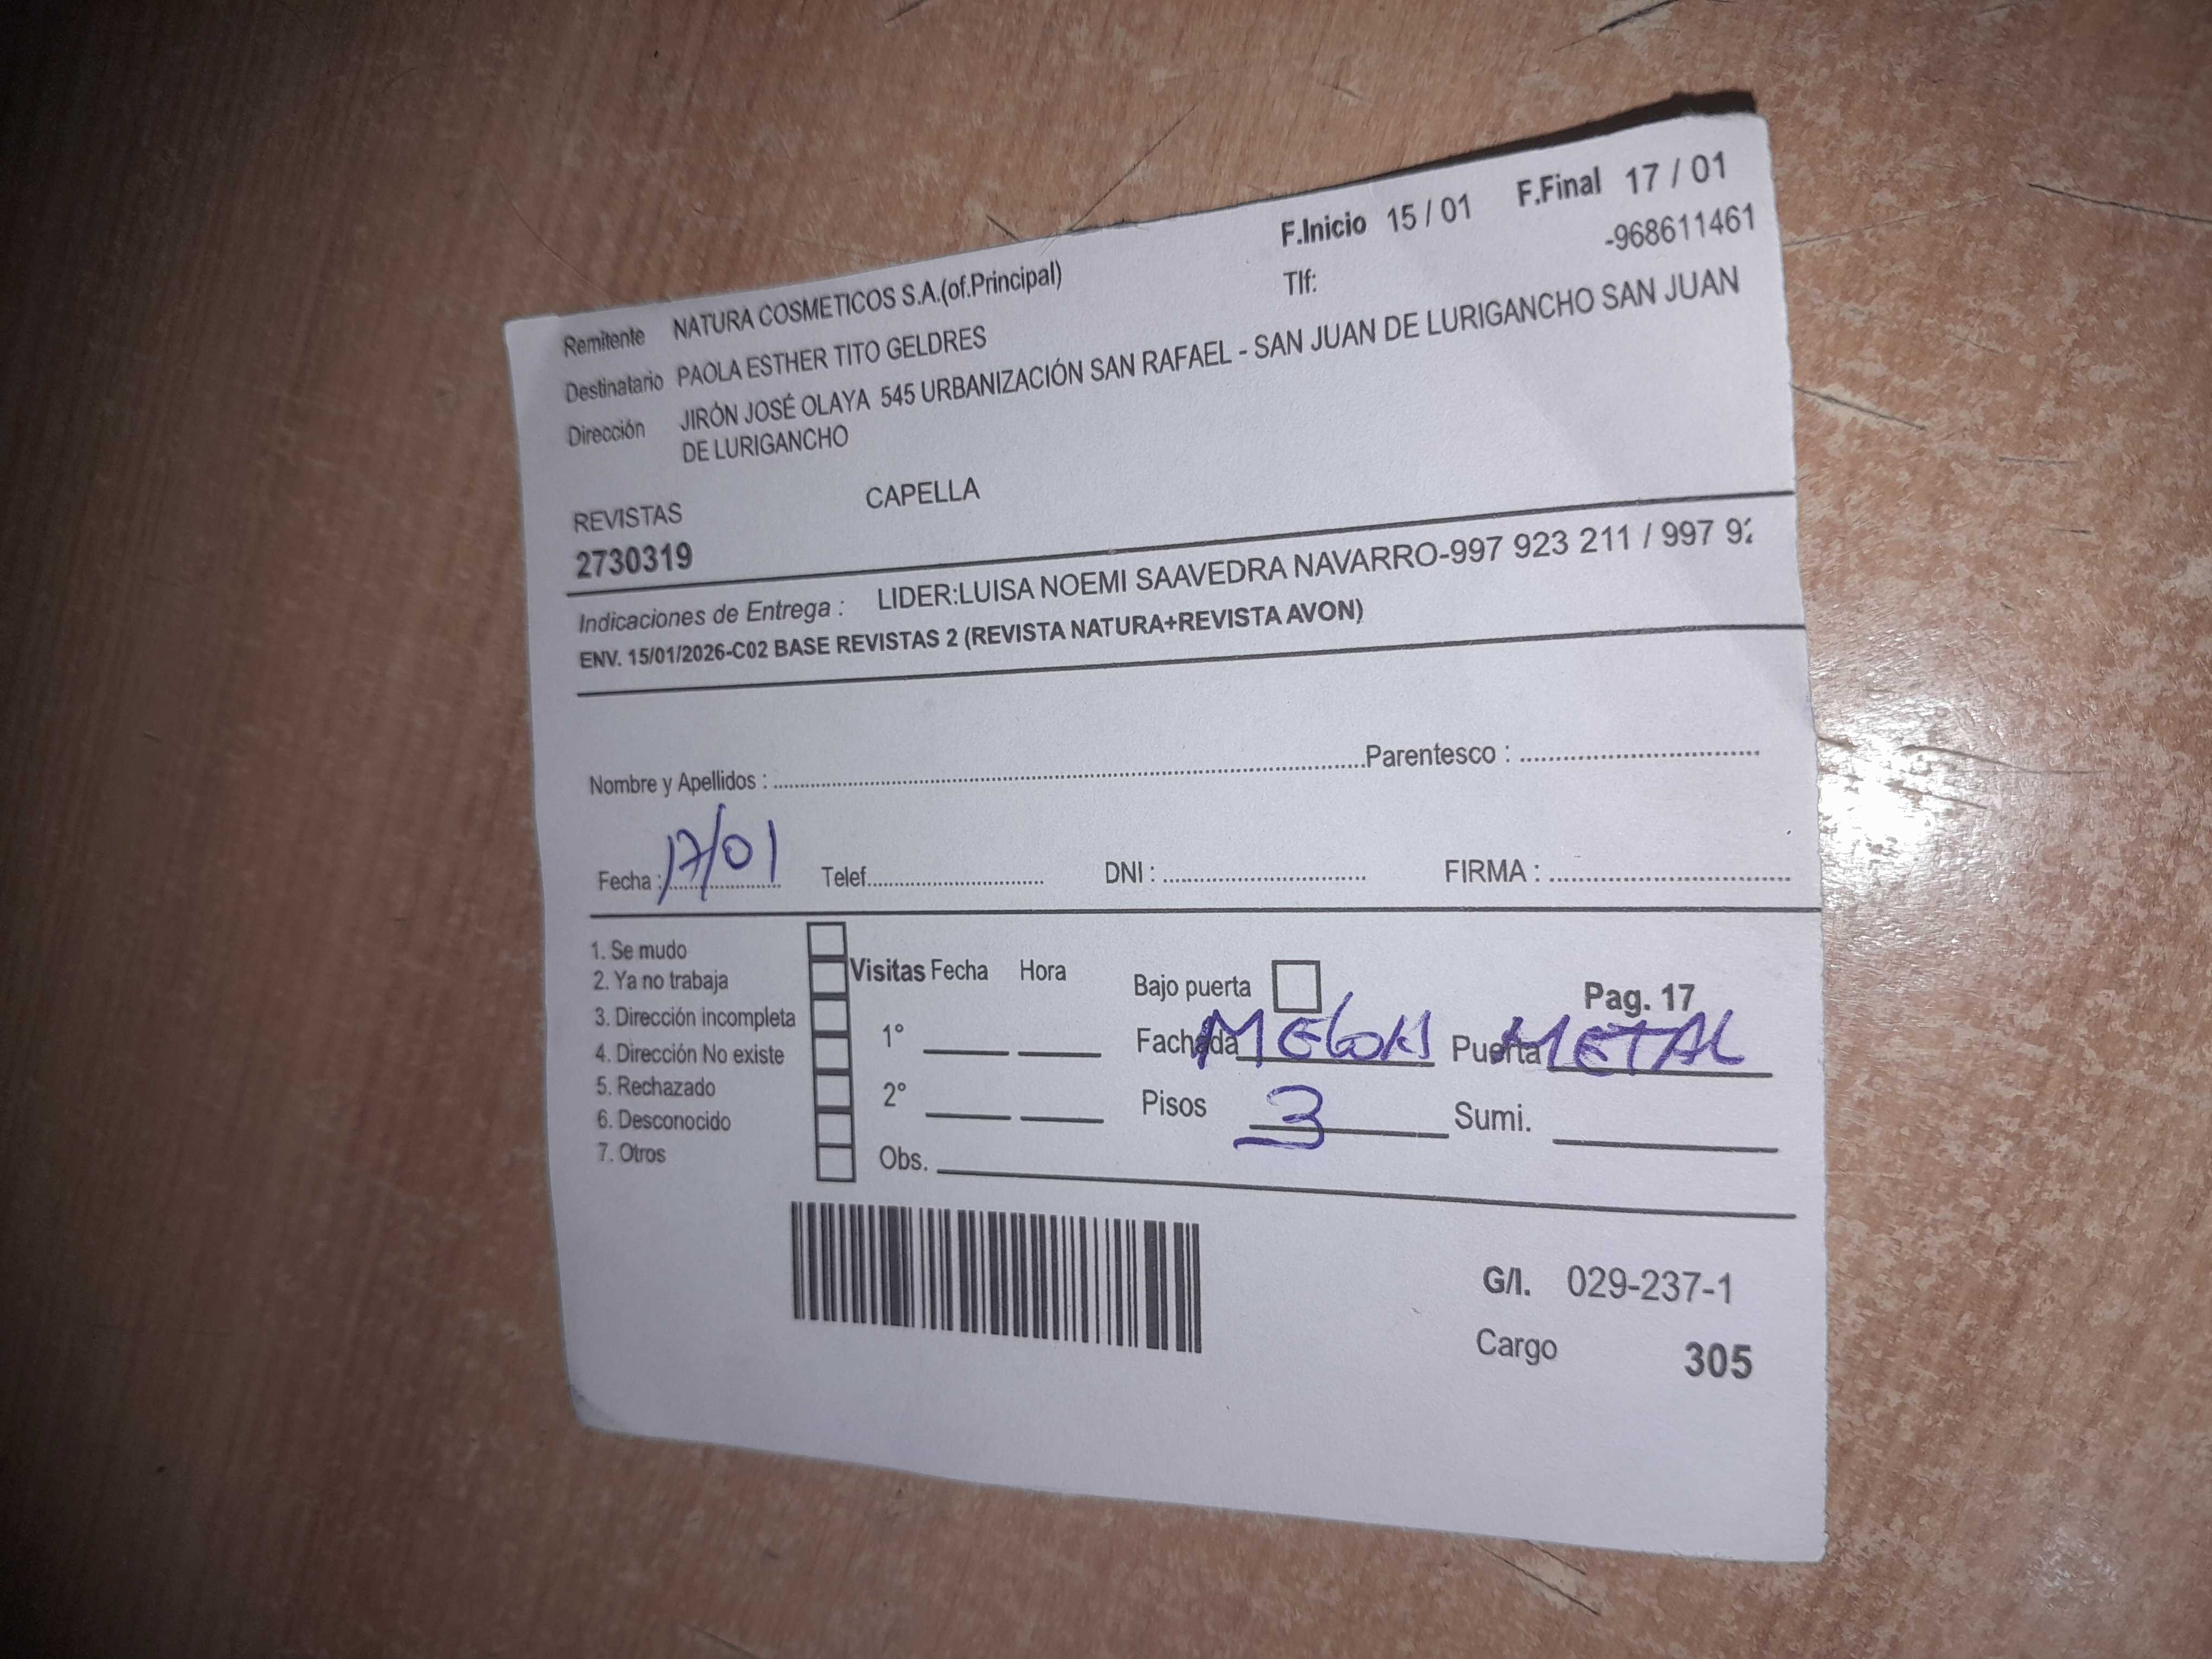 F.Inicio 15 / 01 F.Final 17 / 01
Remitente NATURA COSMETICOS S.A.(of.Principal) Tlf: -968611461
Destinatario PAOLA ESTHER TITO GELDRES
Dirección JIRÓN JOSÉ OLAYA 545 URBANIZACIÓN SAN RAFAEL - SAN JUAN DE LURIGANCHO SAN JUAN
DE LURIGANCHO
REVISTAS CAPELLA
2730319
Indicaciones de Entrega : LIDER:LUISA NOEMI SAAVEDRA NAVARRO-997 923 211 / 997
ENV. 15/01/2026-C02 BASE REVISTAS 2 (REVISTA NATURA+REVISTA AVON)
Nombre y Apellidos : Parentesco :
Fecha : 17/01 Telef. DNI : FIRMA :
1. Se mudo
2. Ya no trabaja
3. Dirección incompleta
4. Dirección No existe
5. Rechazado
6. Desconocido
7. Otros
Visitas Fecha Hora
1°
2°
Obs.
Bajo puerta Pag. 17
Fachada Puerta METAL
Pisos 3 Sumi.
G/I. 029-237-1
Cargo 305